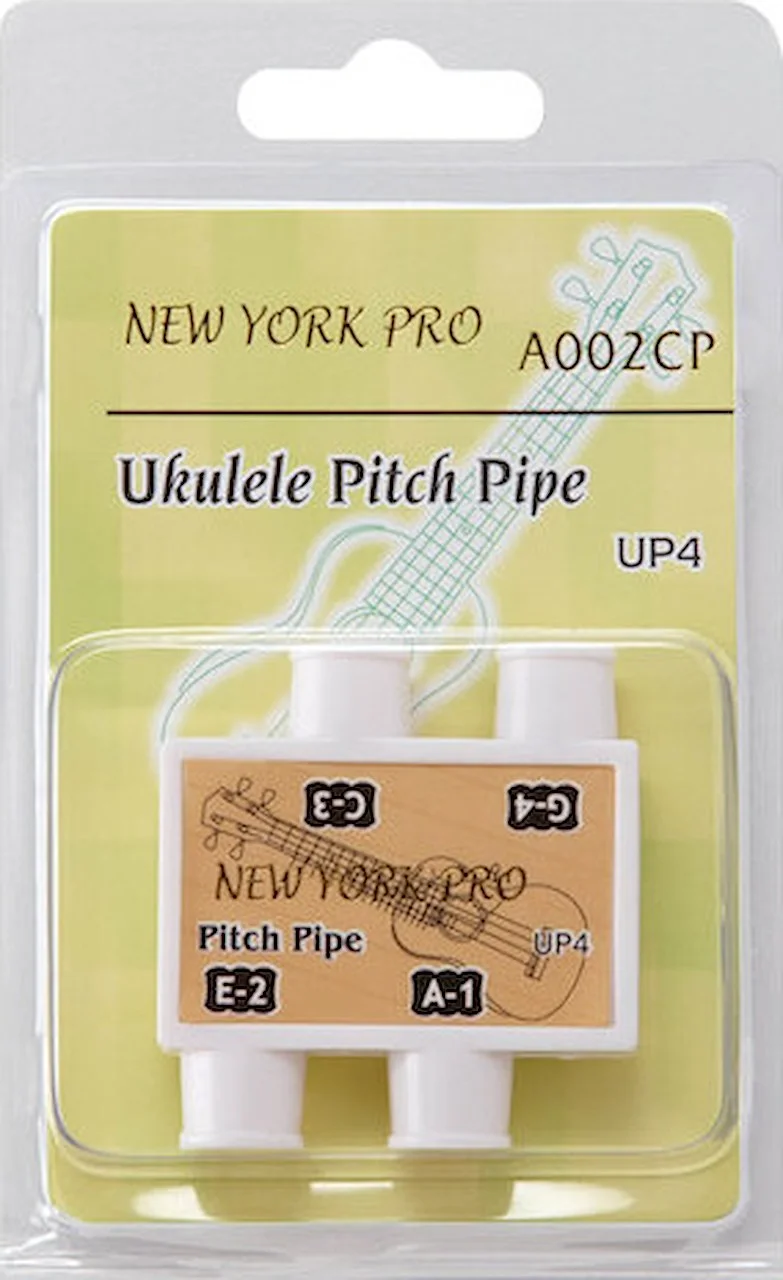 NEW YORK PRO
A002CP
Ukulele Pitch Pipe
UP4
C-3
G-4
NEW YORK PRO
Pitch Pipe
UP4
E-2
A-1